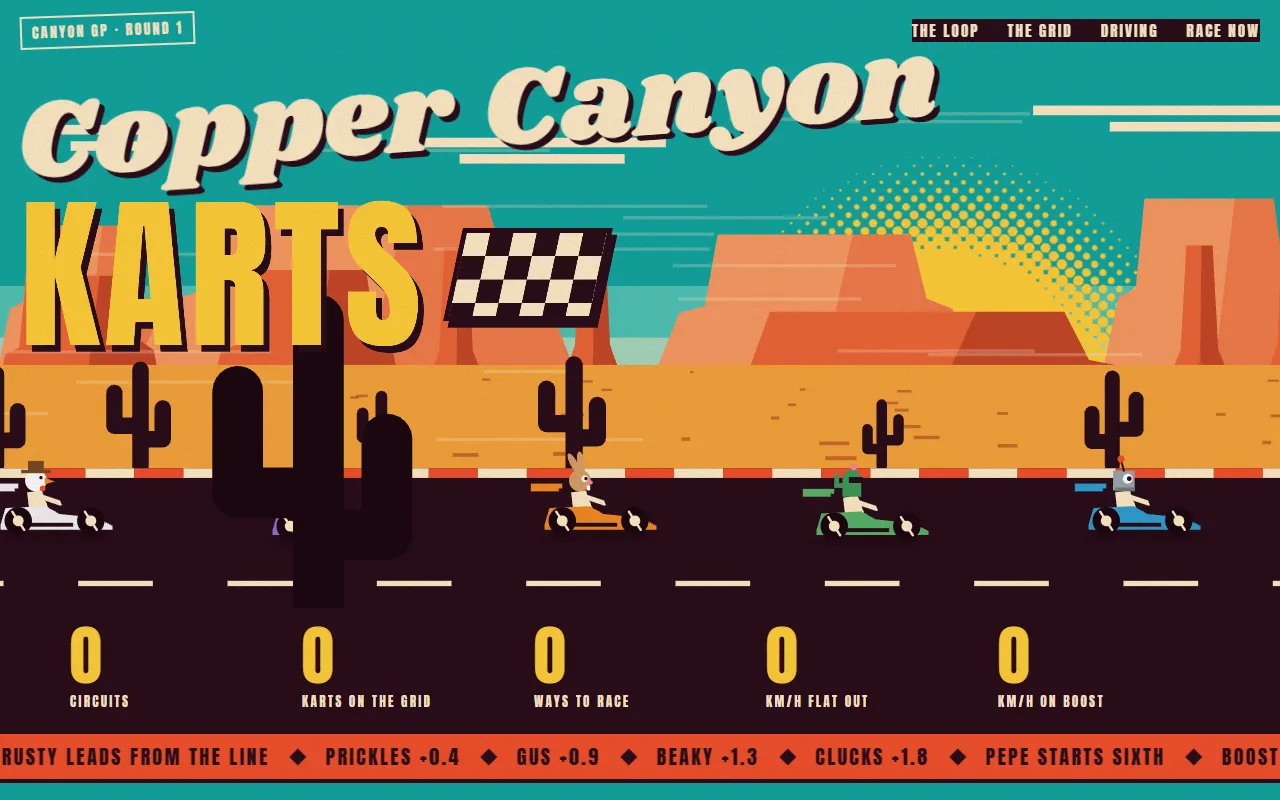 CANYON GP · ROUND 1
THE LOOP THE GRID DRIVING RACE NOW
Copper Canyon
KARTS
0 0 0 0 0
CIRCUITS KARTS ON THE GRID WAYS TO RACE KM/H FLAT OUT KM/H ON BOOST
RUSTY LEADS FROM THE LINE ◆ PRICKLES +0.4 ◆ GUS +0.9 ◆ BEAKY +1.3 ◆ CLUCKS +1.8 ◆ PEPE STARTS SIXTH ◆ BOOST